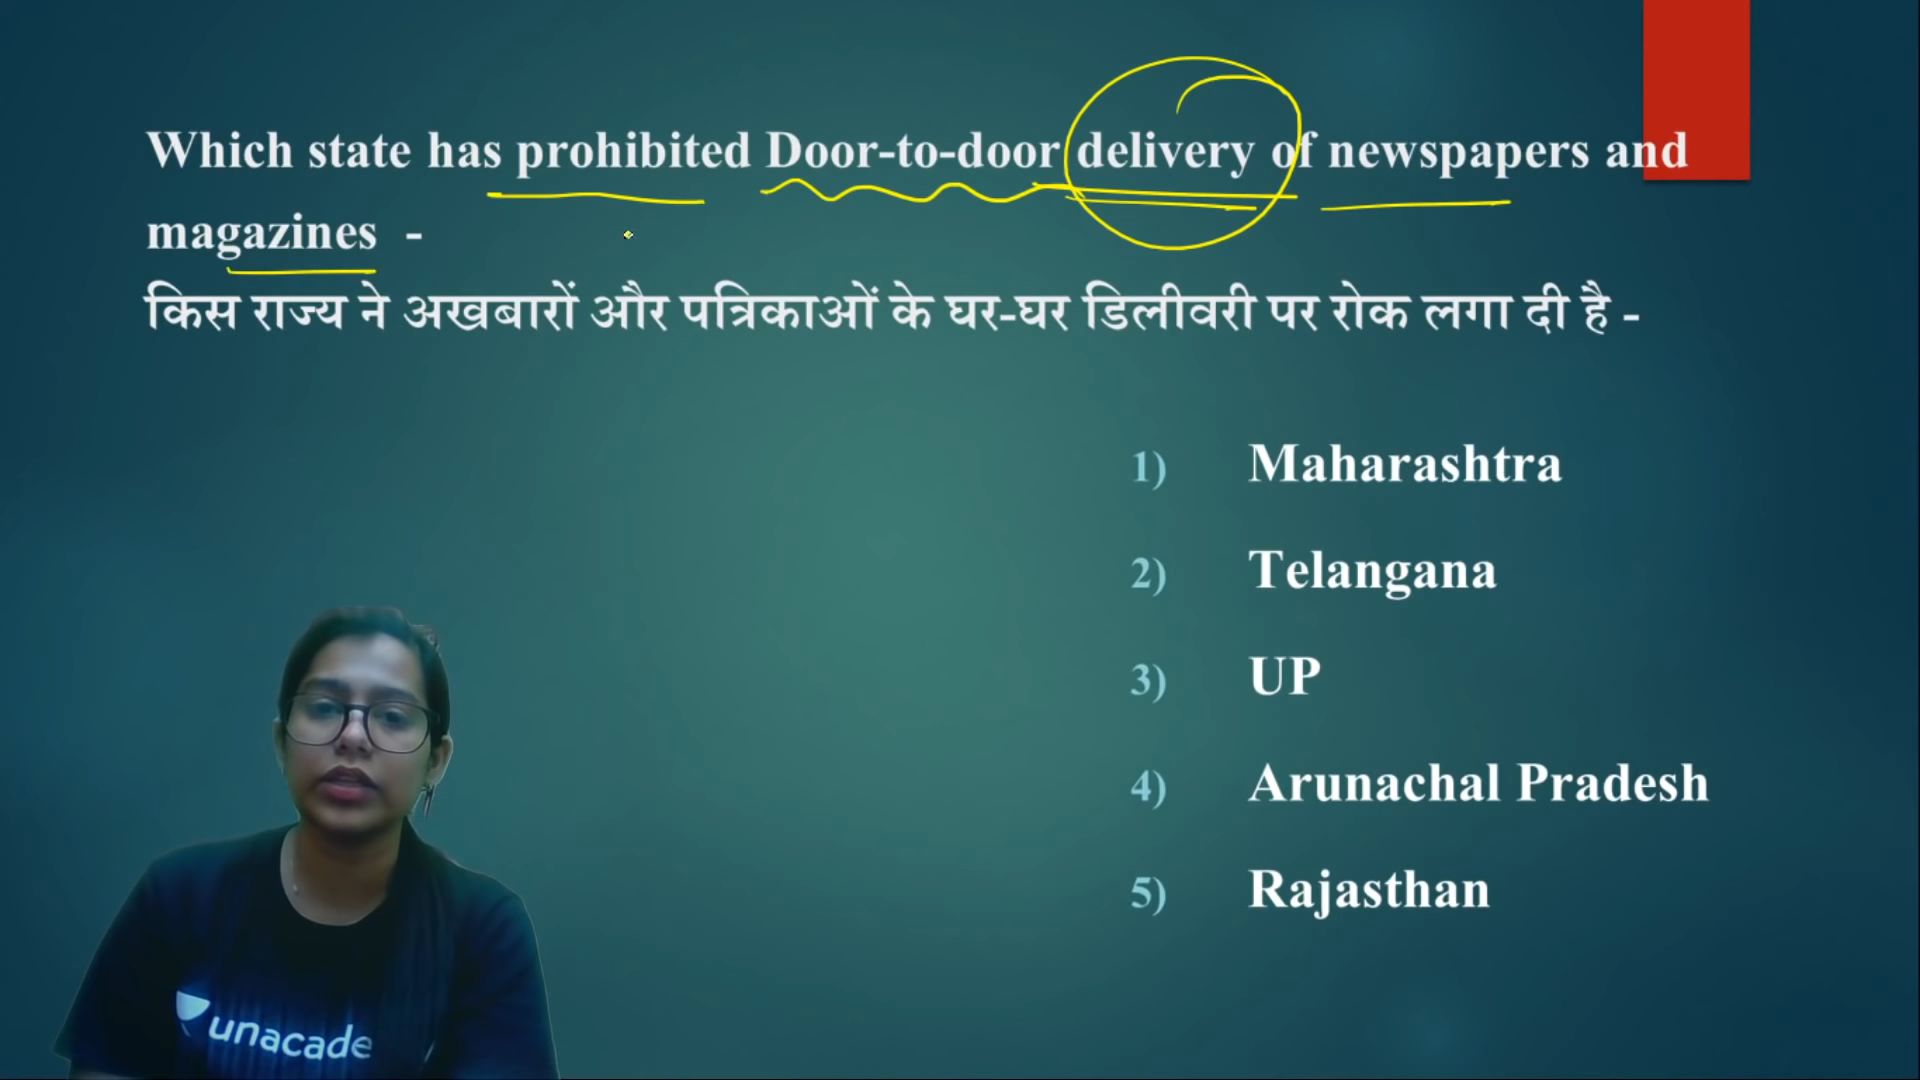 Which state has prohibited Door-to-door delivery of newspapers and
magazines -
किस राज्य ने अखबारों और पत्रिकाओं के घर-घर डिलीवरी पर रोक लगा दी है -
1) Maharashtra
2) Telangana
3) UP
4) Arunachal Pradesh
5) Rajasthan
unacade